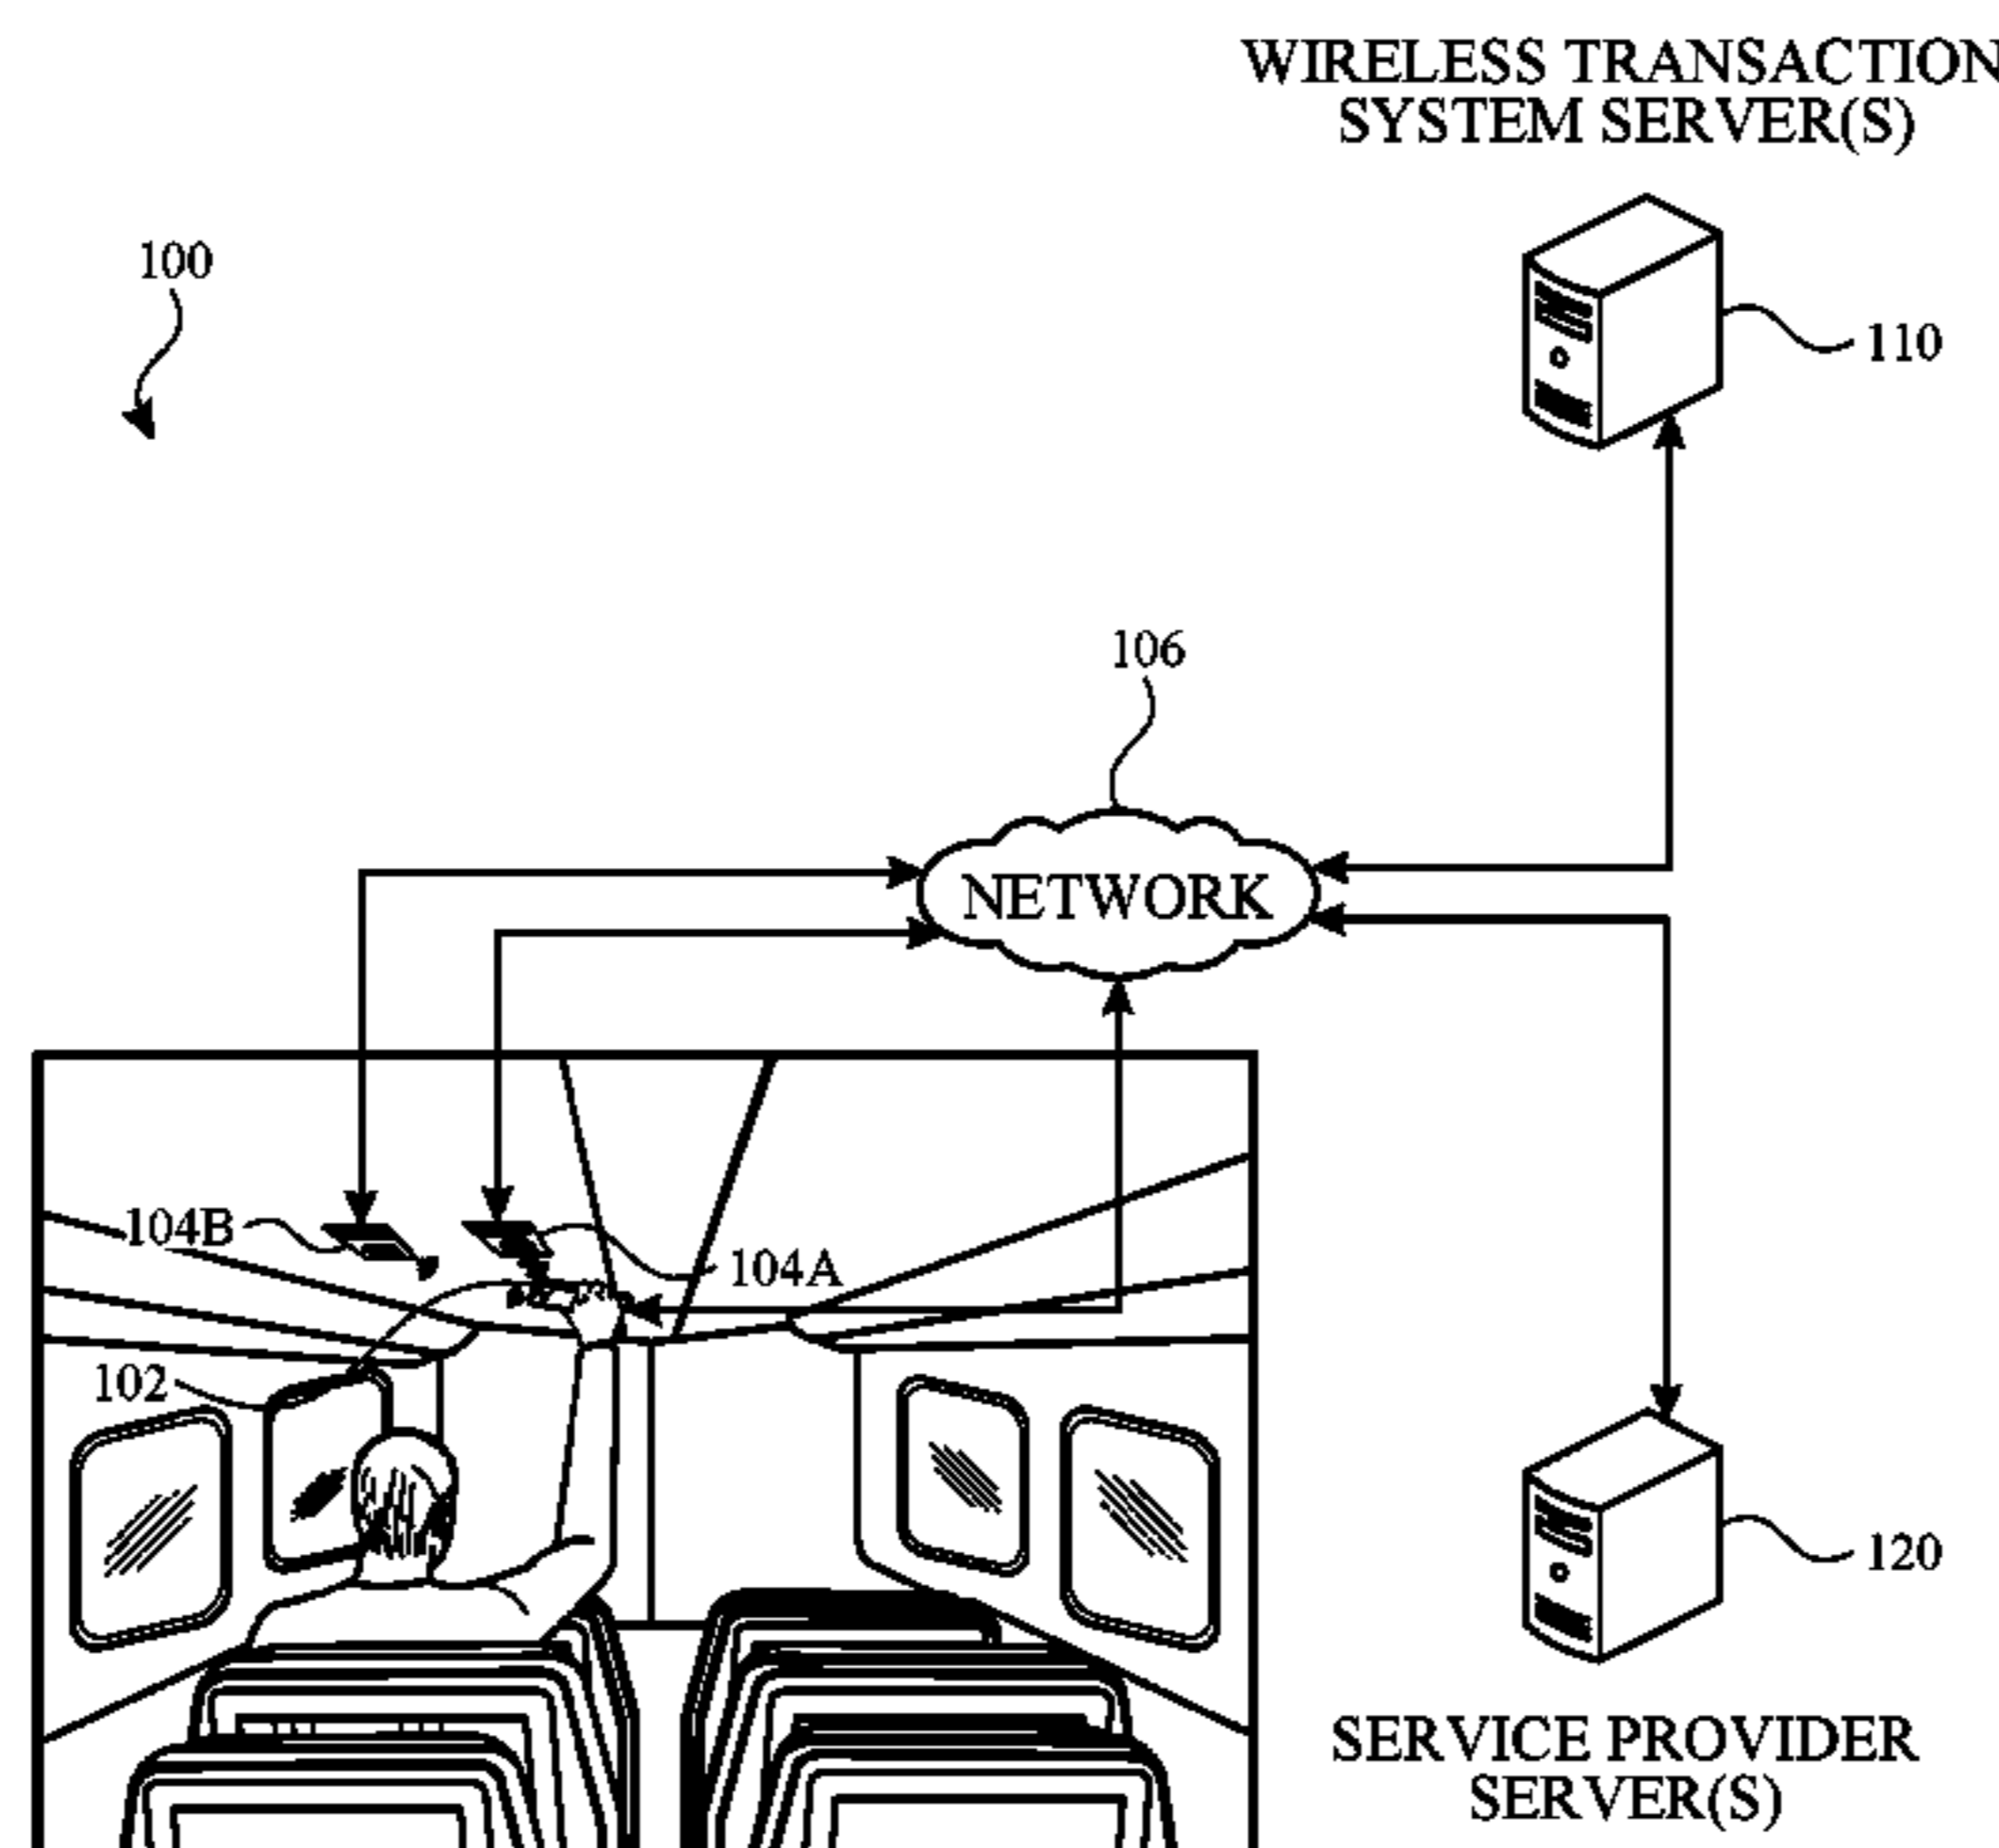 WIRELESS TRANSACTION
SYSTEM SERVER(S)
100
110
106
NETWORK
104B
104A
102
120
SERVICE PROVIDER
SERVER(S)